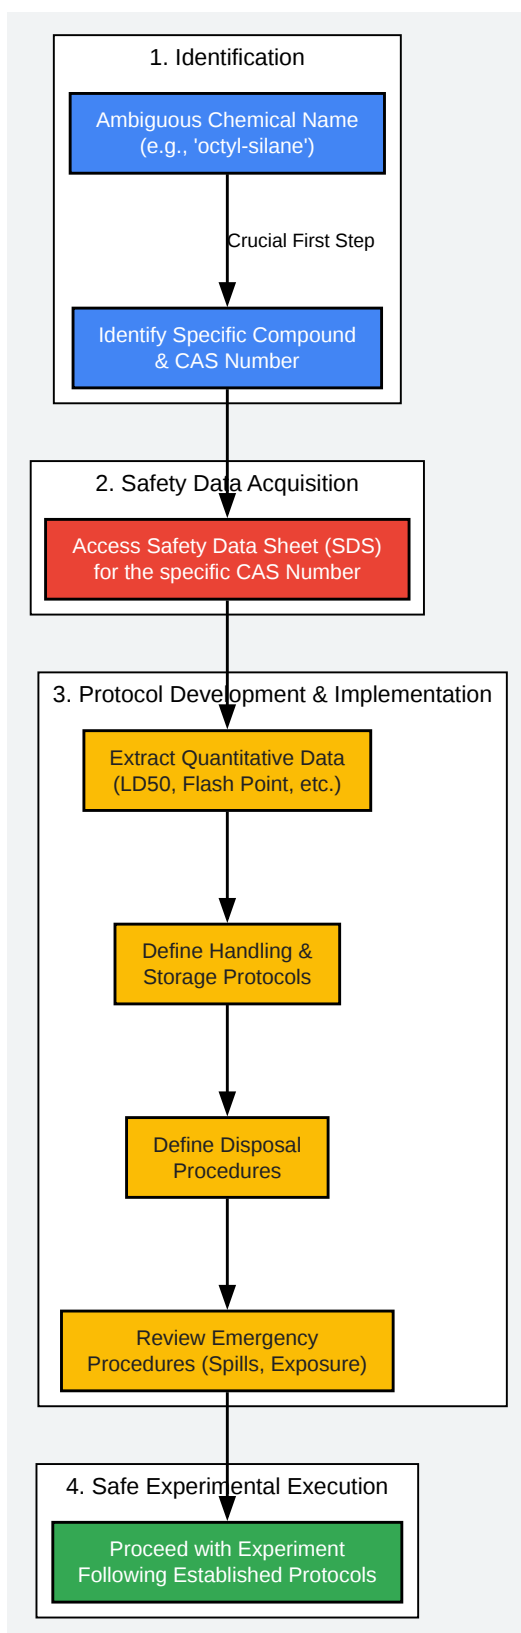 1. Identification
Ambiguous Chemical Name
(e.g., 'octyl-silane')
Crucial First Step
Identify Specific Compound
& CAS Number
2. Safety Data Acquisition
Access Safety Data Sheet (SDS)
for the specific CAS Number
3. Protocol Development & Implementation
Extract Quantitative Data
(LD50, Flash Point, etc.)
Define Handling &
Storage Protocols
Define Disposal
Procedures
Review Emergency
Procedures (Spills, Exposure)
4. Safe Experimental Execution
Proceed with Experiment
Following Established Protocols